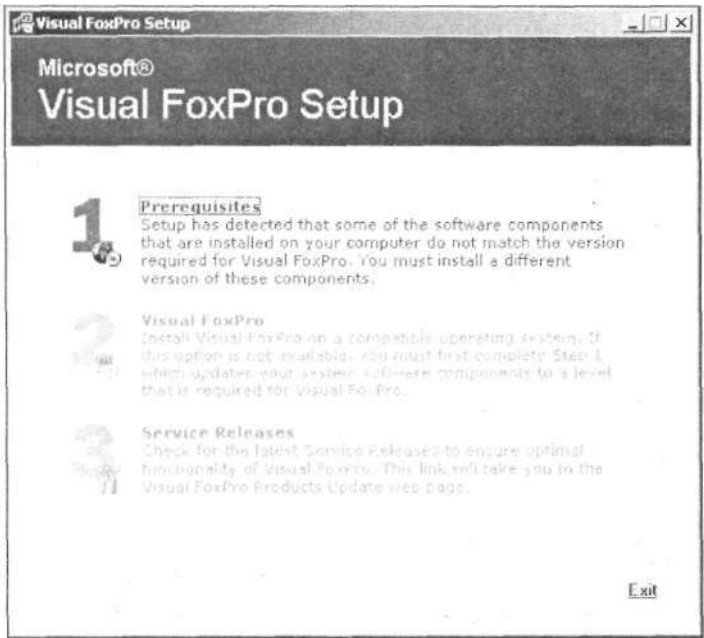 Visual FoxPro Setup
Microsoft®
Visual FoxPro Setup
1
Prerequisites
Setup has detected that some of the software components
that are installed on your computer do not match the version
required for Visual FoxPro. You must install a different
version of these components.
2
Visual FoxPro
Install Visual FoxPro on a compatible operating system. If
this option is not available, you must first complete Step 1
which updates your system software components to a level
that is required for Visual FoxPro.
3
Service Releases
Check for the latest Service Releases to ensure optimal
functionality of Visual FoxPro. This link will take you to the
Visual FoxPro Products Update web page.
Exit